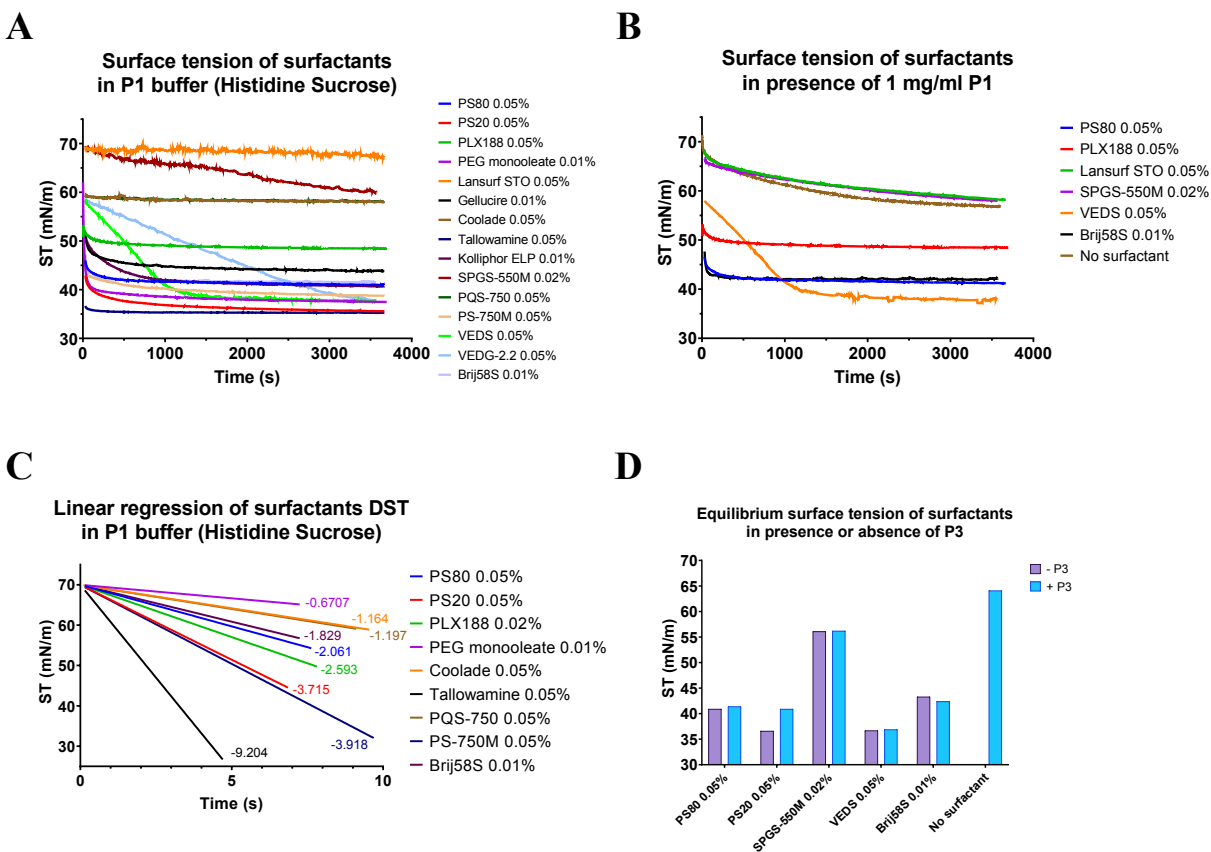 A
Surface tension of surfactants
in P1 buffer (Histidine Sucrose)
ST (mN/m)
70
60
50
40
30
0
1000
2000
3000
4000
Time (s)
PS80 0.05%
PS20 0.05%
PLX188 0.05%
PEG monooleate 0.01%
Lansurf STO 0.05%
Gellucire 0.01%
Coolade 0.05%
Tallowamine 0.05%
Kolliphor ELP 0.01%
SPGS-550M 0.02%
PQS-750 0.05%
PS-750M 0.05%
VEDS 0.05%
VEDG-2.2 0.05%
Brij58S 0.01%
B
Surface tension of surfactants
in presence of 1 mg/ml P1
ST (mN/m)
70
60
50
40
30
0
1000
2000
3000
4000
Time (s)
PS80 0.05%
PLX188 0.05%
Lansurf STO 0.05%
SPGS-550M 0.02%
VEDS 0.05%
Brij58S 0.01%
No surfactant
C
Linear regression of surfactants DST
in P1 buffer (Histidine Sucrose)
ST (mN/m)
70
60
50
40
30
0
5
10
Time (s)
-0.6707
-1.164
-1.197
-1.829
-2.061
-2.593
-3.715
-3.918
-9.204
PS80 0.05%
PS20 0.05%
PLX188 0.02%
PEG monooleate 0.01%
Coolade 0.05%
Tallowamine 0.05%
PQS-750 0.05%
PS-750M 0.05%
Brij58S 0.01%
D
Equilibrium surface tension of surfactants
in presence or absence of P3
ST (mN/m)
70
65
60
55
50
45
40
35
30
PS80 0.05%
PS20 0.05%
SPGS-550M 0.02%
VEDS 0.05%
Brij58S 0.01%
No surfactant
- P3
+ P3